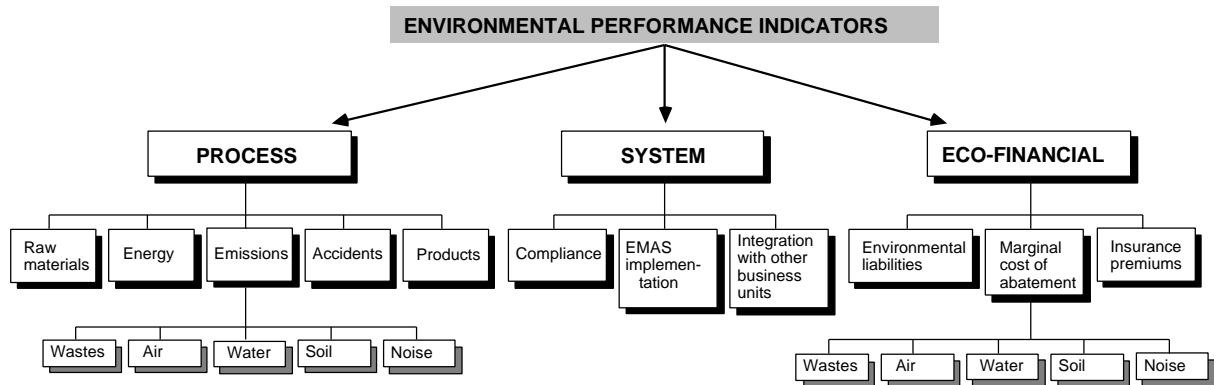 ENVIRONMENTAL PERFORMANCE INDICATORS
PROCESS
SYSTEM
ECO-FINANCIAL
Raw
materials
Energy
Emissions
Accidents
Products
Compliance
EMAS
implemen-
tation
Integration
with other
business
units
Environmental
liabilities
Marginal
cost of
abatement
Insurance
premiums
Wastes
Air
Water
Soil
Noise
Wastes
Air
Water
Soil
Noise